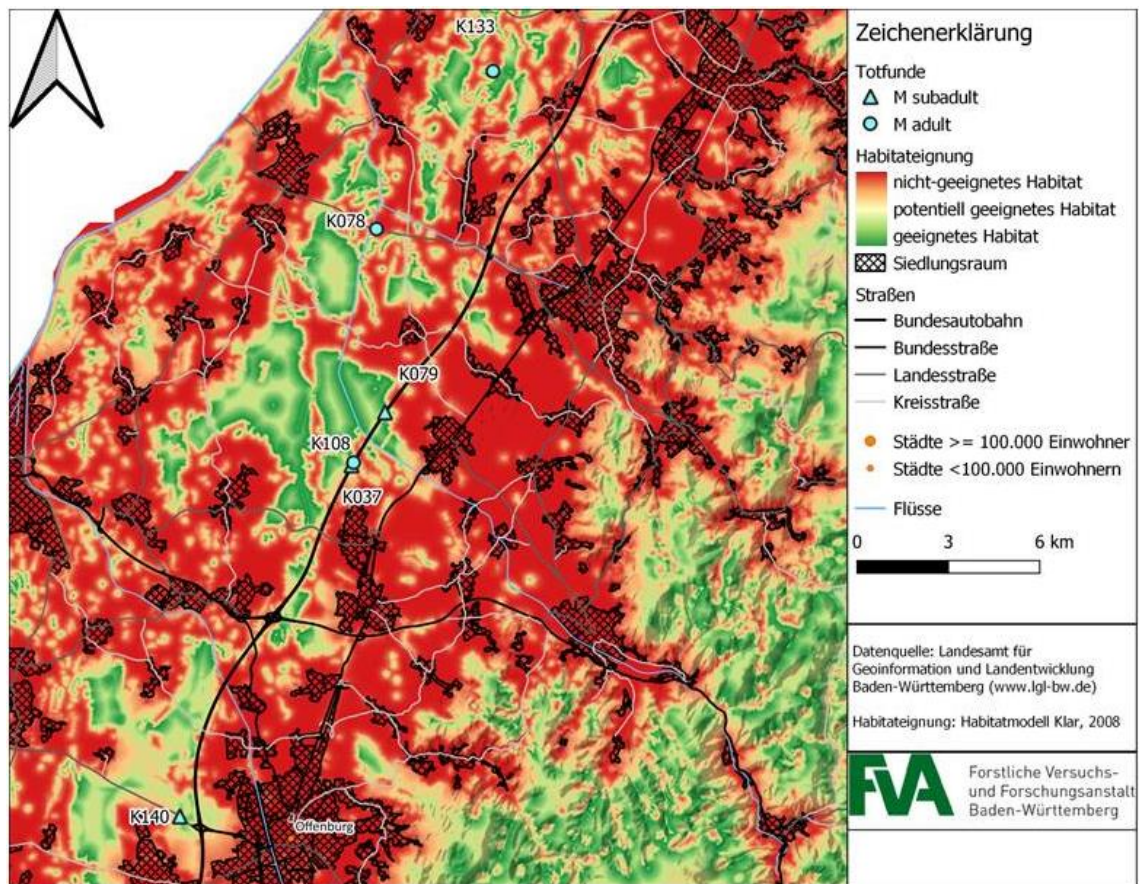 K133
K078
K079
K108
K037
K140
Offenburg
Zeichenerklärung
Totfunde
M subadult
M adult
Habitateignung
nicht-geeignetes Habitat
potentiell geeignetes Habitat
geeignetes Habitat
Siedlungsraum
Straßen
Bundesautobahn
Bundesstraße
Landesstraße
Kreisstraße
Städte >= 100.000 Einwohner
Städte <100.000 Einwohnern
Flüsse
0 3 6 km
Datenquelle: Landesamt für
Geoinformation und Landentwicklung
Baden-Württemberg (www.lgl-bw.de)
Habitateignung: Habitatmodell Klar, 2008
FVA
Forstliche Versuchs-
und Forschungsanstalt
Baden-Württemberg